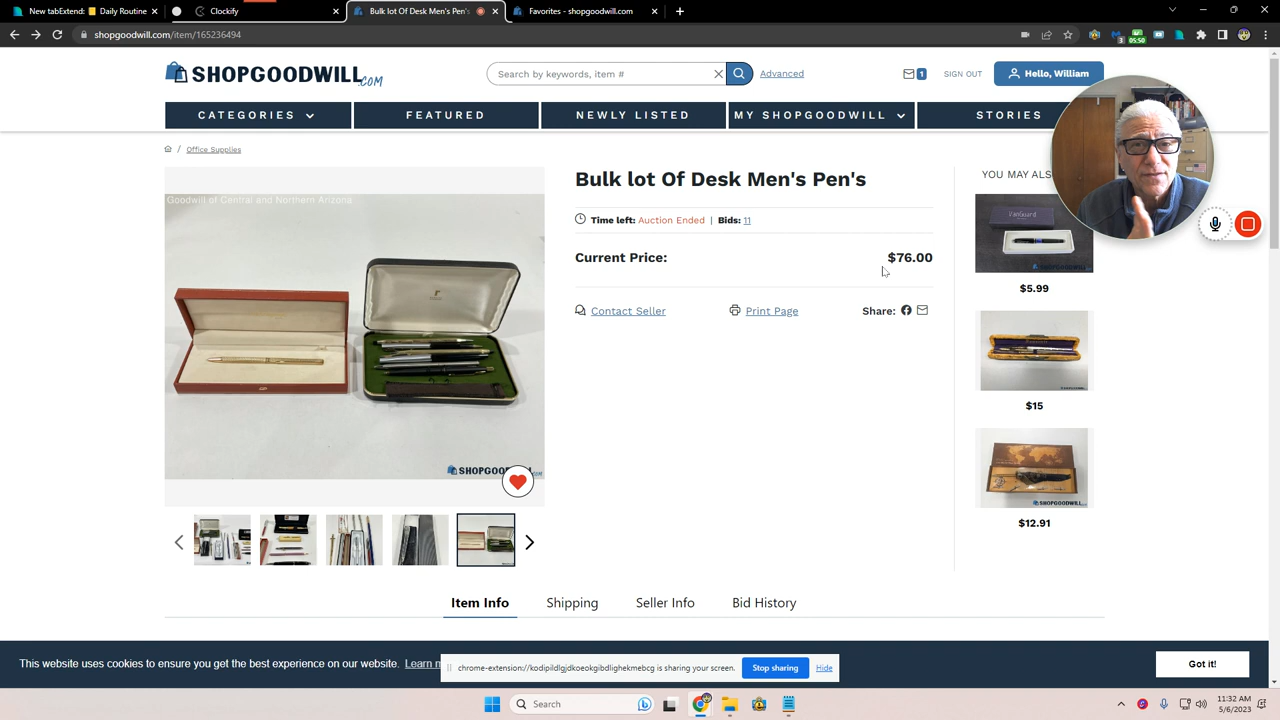 New tabExtend: Daily Routine
Clockify
Bulk lot Of Desk Men's Pen's
Favorites - shopgoodwill.com
shopgoodwill.com/item/165236494
3
05:50
SHOPGOODWILL.COM
Search by keywords, item #
Advanced
1
SIGN OUT
Hello, William
CATEGORIES
FEATURED
NEWLY LISTED
MY SHOPGOODWILL
STORIES
/ Office Supplies
Goodwill of Central and Northern Arizona
Bulk lot Of Desk Men's Pen's
Time left: Auction Ended | Bids: 11
Current Price: $76.00
Contact Seller
Print Page
Share:
YOU MAY ALS
VanGuard
$5.99
$15
$12.91
SHOPGOO
Item Info
Shipping
Seller Info
Bid History
This website uses cookies to ensure you get the best experience on our website. Learn m
chrome-extension://kodipildlgjdkoeokgibdlighekmebcg is sharing your screen.
Stop sharing
Hide
Got it!
Search
11:32 AM
5/6/2023